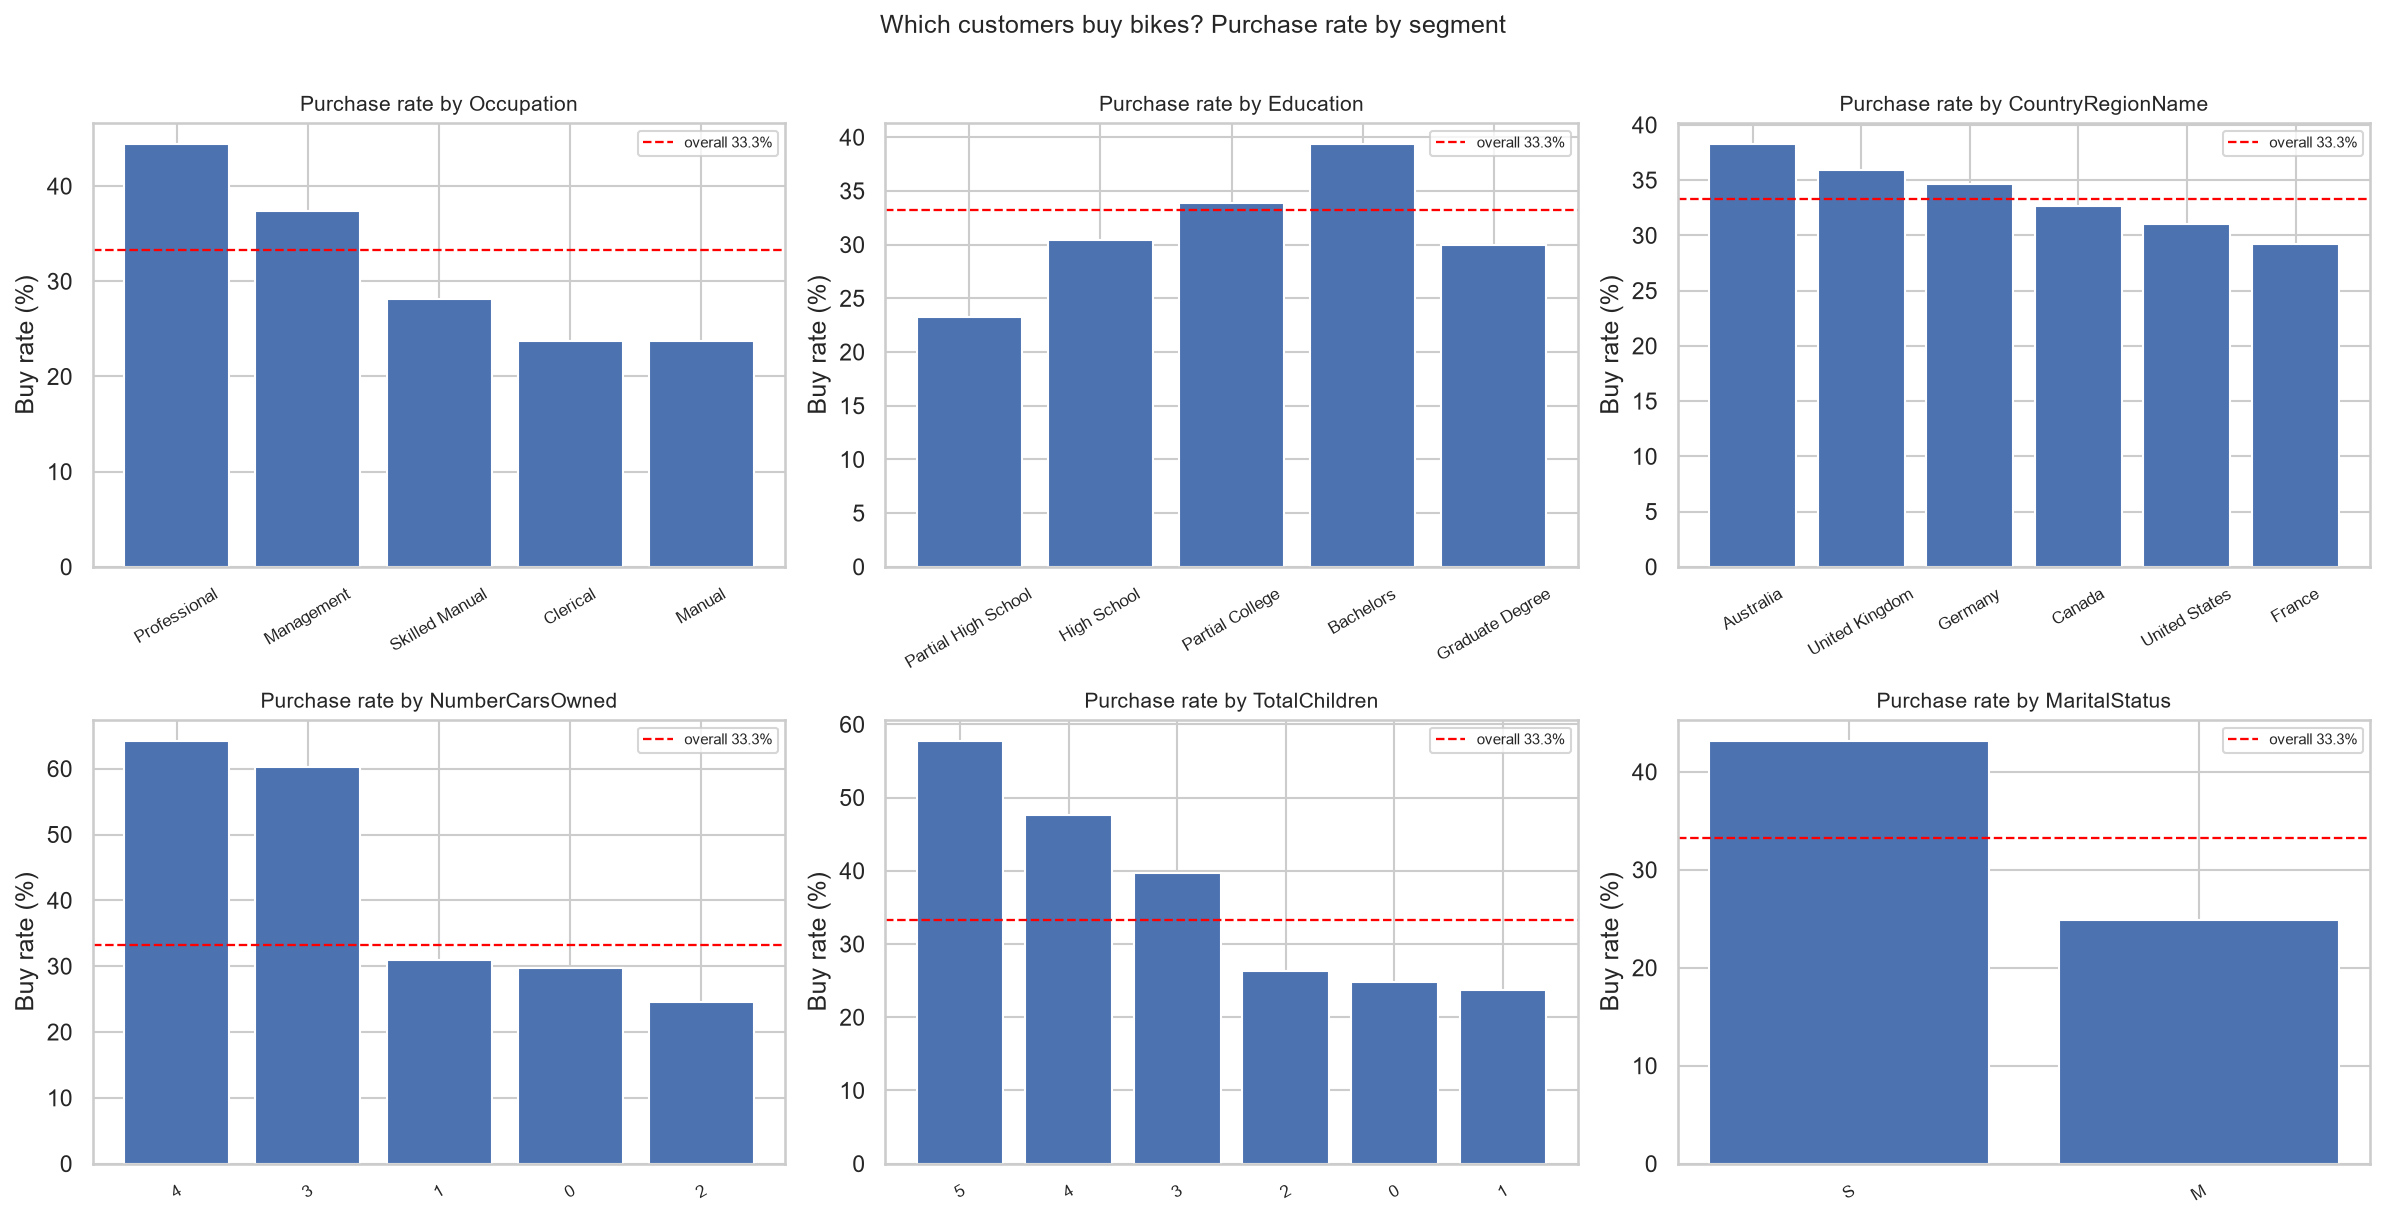 Which customers buy bikes? Purchase rate by segment
Purchase rate by Occupation
overall 33.3%
Buy rate (%)
40
30
20
10
0
Professional
Management
Skilled Manual
Clerical
Manual
Purchase rate by Education
overall 33.3%
Buy rate (%)
40
35
30
25
20
15
10
5
0
Partial High School
High School
Partial College
Bachelors
Graduate Degree
Purchase rate by CountryRegionName
overall 33.3%
Buy rate (%)
40
35
30
25
20
15
10
5
0
Australia
United Kingdom
Germany
Canada
United States
France
Purchase rate by NumberCarsOwned
overall 33.3%
Buy rate (%)
60
50
40
30
20
10
0
4
3
1
0
2
Purchase rate by TotalChildren
overall 33.3%
Buy rate (%)
60
50
40
30
20
10
0
5
4
3
2
0
1
Purchase rate by MaritalStatus
overall 33.3%
Buy rate (%)
40
30
20
10
0
S
M